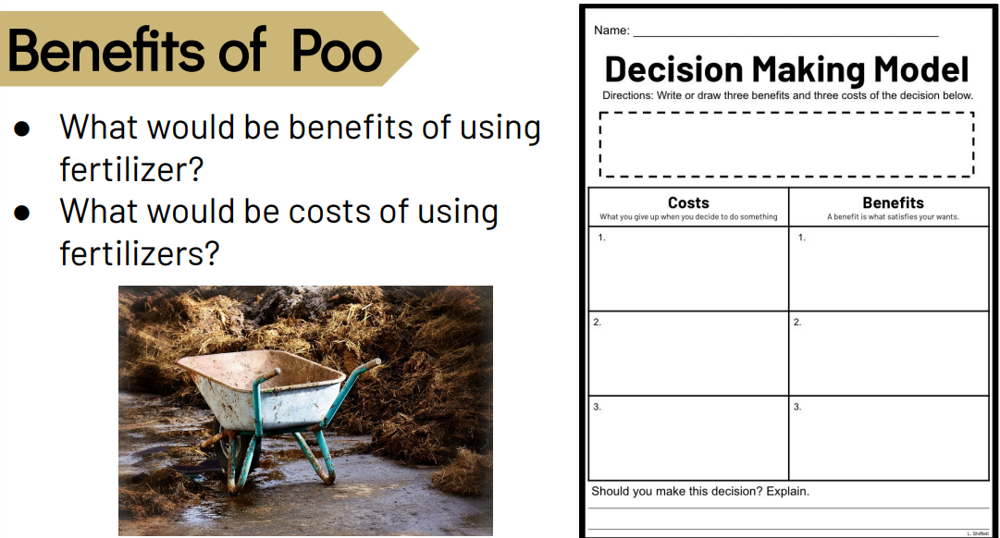 Benefits of Poo
● What would be benefits of using
fertilizer?
● What would be costs of using
fertilizers?
Name: ______________________
Decision Making Model
Directions: Write or draw three benefits and three costs of the decision below.
Costs
What you give up when you decide to do something
Benefits
A benefit is what satisfies your wants.
1.
1.
2.
2.
3.
3.
Should you make this decision? Explain.
L. Shifflett